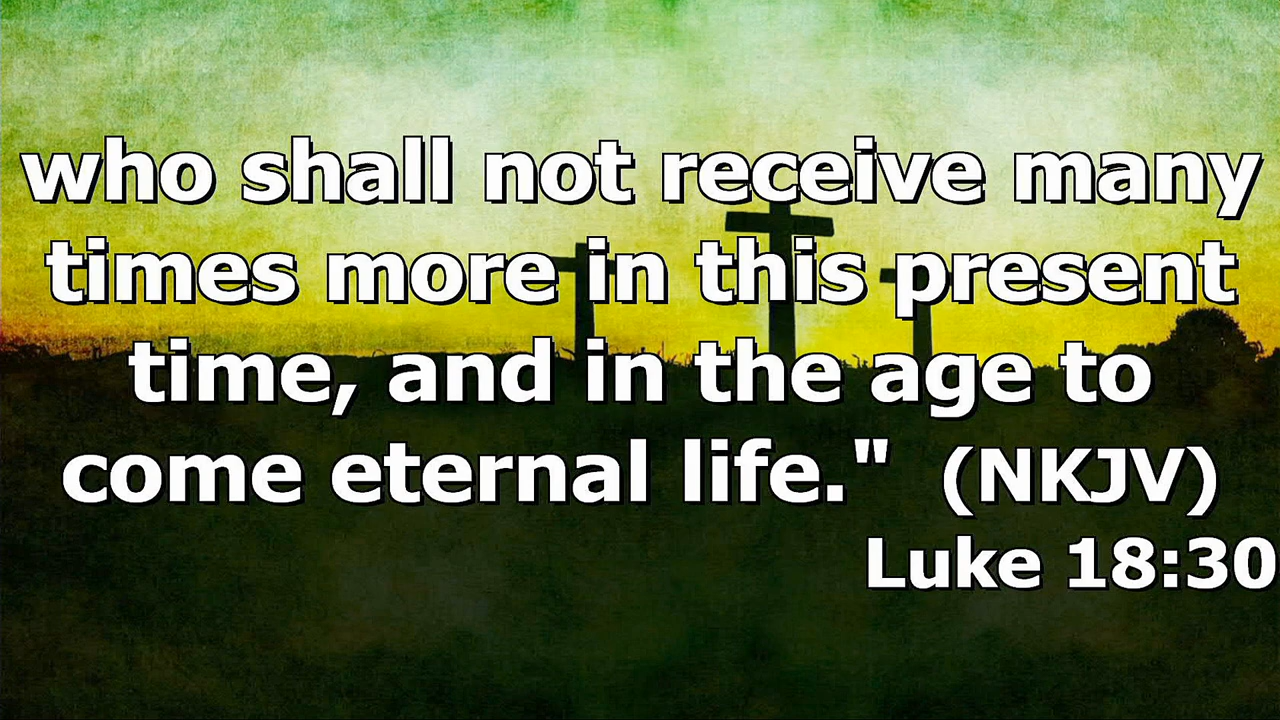 who shall not receive many
times more in this present
time, and in the age to
come eternal life." (NKJV)
Luke 18:30